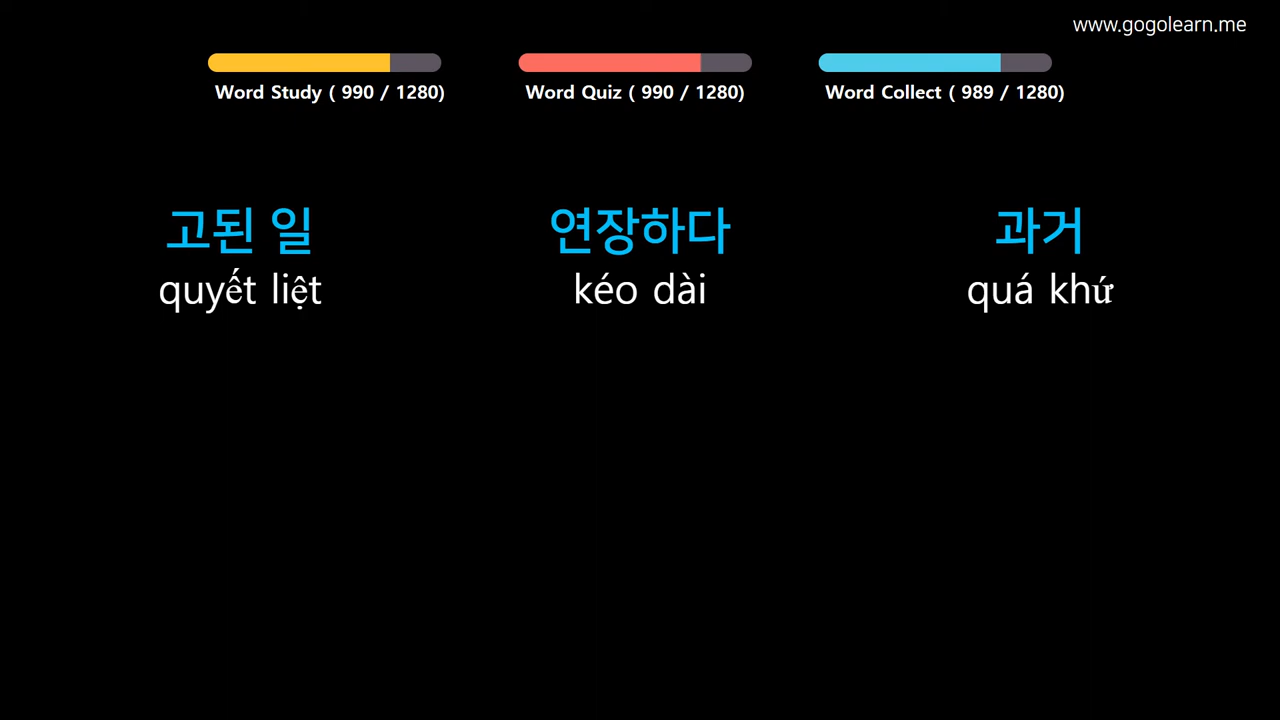 www.gogolearn.me
Word Study ( 990 / 1280)
Word Quiz ( 990 / 1280)
Word Collect ( 989 / 1280)
고된 일
quyết liệt
연장하다
kéo dài
과거
quá khứ